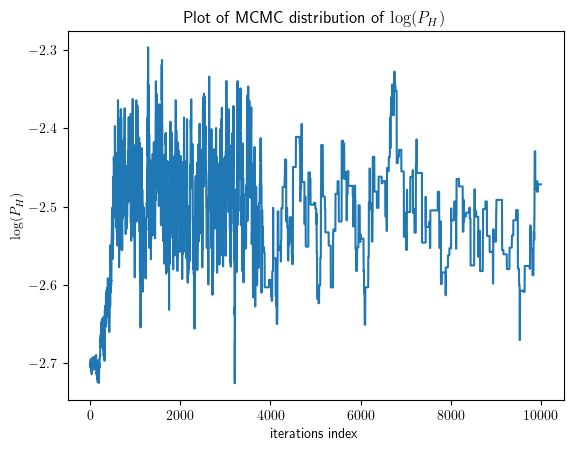 Plot of MCMC distribution of log(P_H)
−2.3
−2.4
−2.5
−2.6
−2.7
log(P_H)
0 2000 4000 6000 8000 10000
iterations index